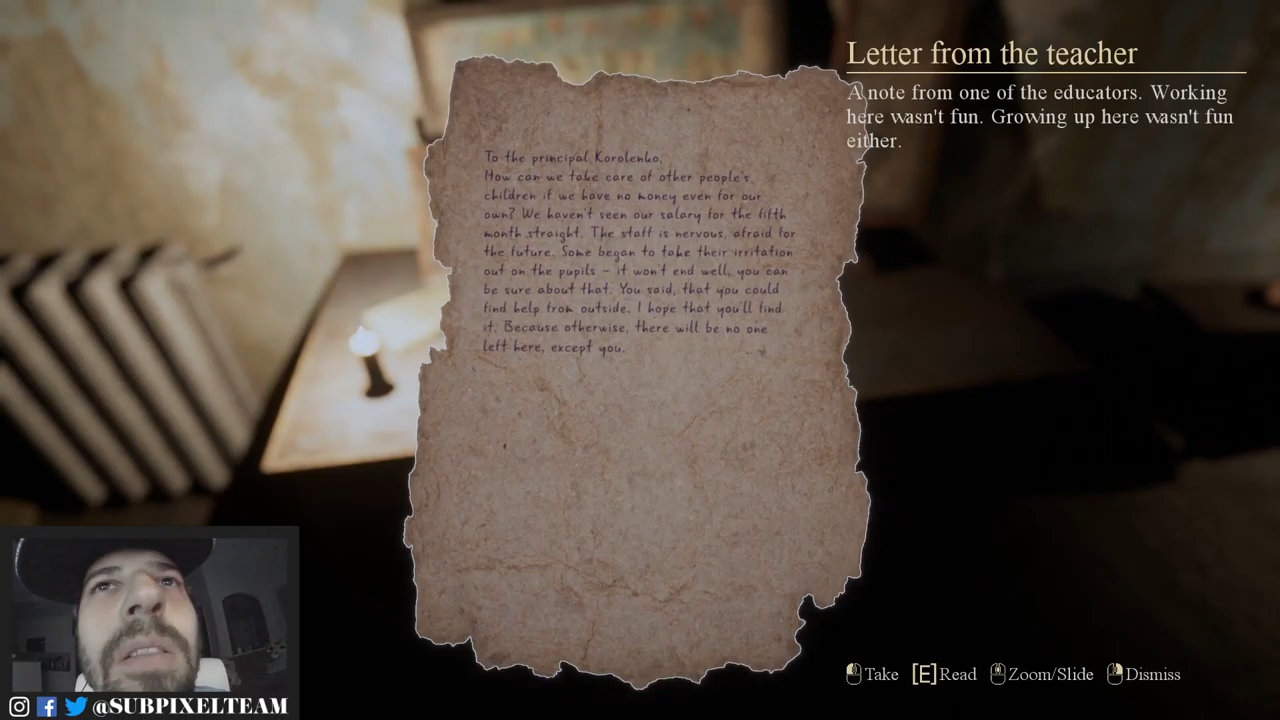 Letter from the teacher
A note from one of the educators. Working
here wasn't fun. Growing up here wasn't fun
either.
To the principal Korolenko,
How can we take care of other people's
children if we have no money even for our
own? We haven't seen our salary for the fifth
month straight. The staff is nervous, afraid for
the future. Some began to take their irritation
out on the pupils – it won't end well, you can
be sure about that. You said, that you could
find help from outside. I hope that you'll find
it. Because otherwise, there will be no one
left here, except you.
Take [E]Read Zoom/Slide Dismiss
@SUBPIXELTEAM